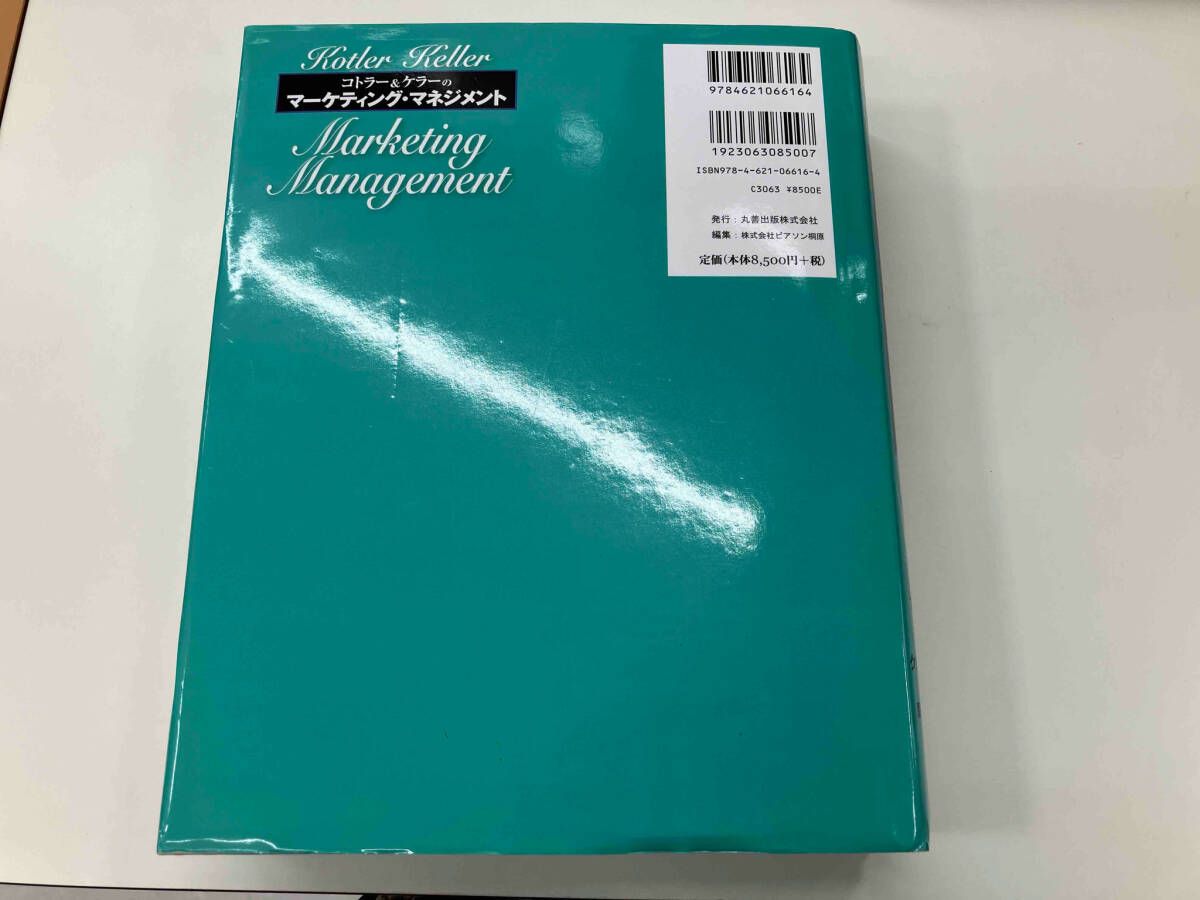 Kotler Keller
コトラー&ケラーの
マーケティング・マネジメント
Marketing
Management
9784621066164
1923063085007
ISBN978-4-621-06616-4
C3063 ¥8500E
発行：丸善出版株式会社
編集：株式会社ピアソン桐原
定価(本体8,500円+税)